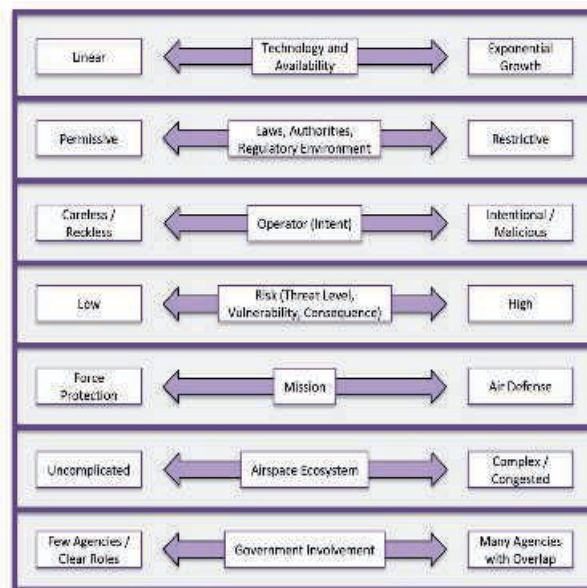 Linear
Technology and
Availability
Exponential
Growth
Permissive
Laws, Authorities,
Regulatory Environment
Restrictive
Careless /
Reckless
Operator (Intent)
Intentional /
Malicious
Low
Risk (Threat Level,
Vulnerability, Consequence)
High
Force
Protection
Mission
Air Defense
Uncomplicated
Airspace Ecosystem
Complex /
Congested
Few Agencies /
Clear Roles
Government Involvement
Many Agencies
with Overlap